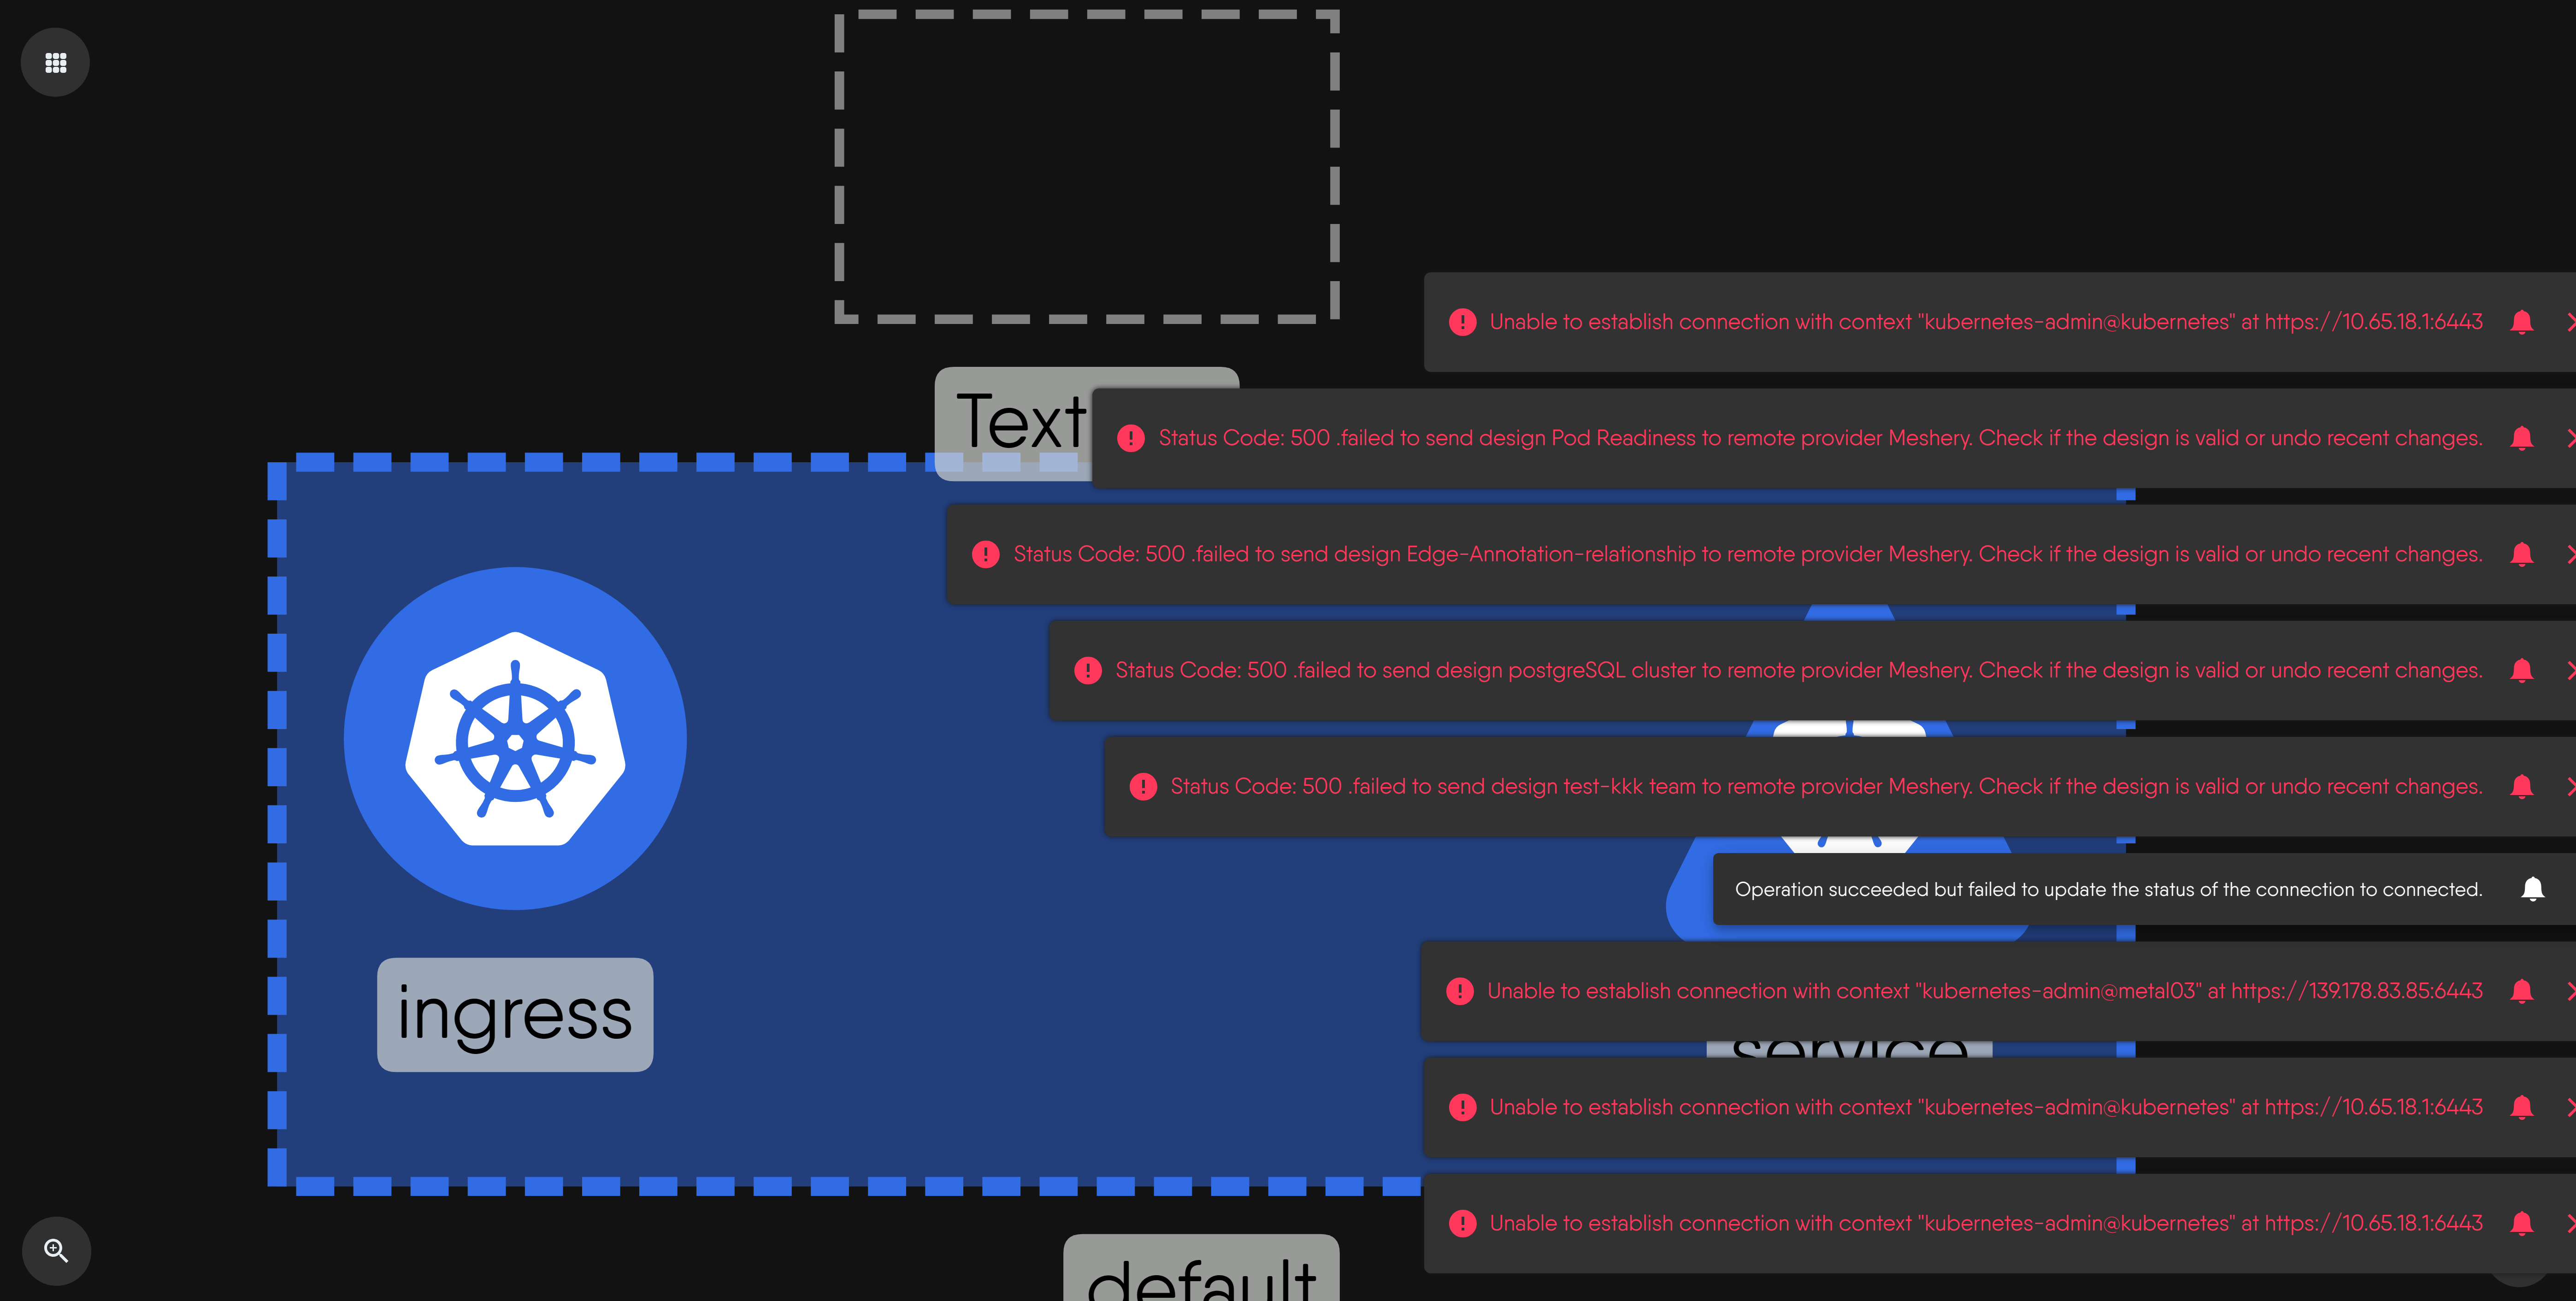 Unable to establish connection with context "kubernetes-admin@kubernetes" at https://10.65.18.1:6443
Text
Status Code: 500 .failed to send design Pod Readiness to remote provider Meshery. Check if the design is valid or undo recent changes.
Status Code: 500 .failed to send design Edge-Annotation-relationship to remote provider Meshery. Check if the design is valid or undo recent changes.
Status Code: 500 .failed to send design postgreSQL cluster to remote provider Meshery. Check if the design is valid or undo recent changes.
Status Code: 500 .failed to send design test-kkk team to remote provider Meshery. Check if the design is valid or undo recent changes.
Operation succeeded but failed to update the status of the connection to connected.
Unable to establish connection with context "kubernetes-admin@metal03" at https://139.178.83.85:6443
ingress
service
Unable to establish connection with context "kubernetes-admin@kubernetes" at https://10.65.18.1:6443
Unable to establish connection with context "kubernetes-admin@kubernetes" at https://10.65.18.1:6443
default